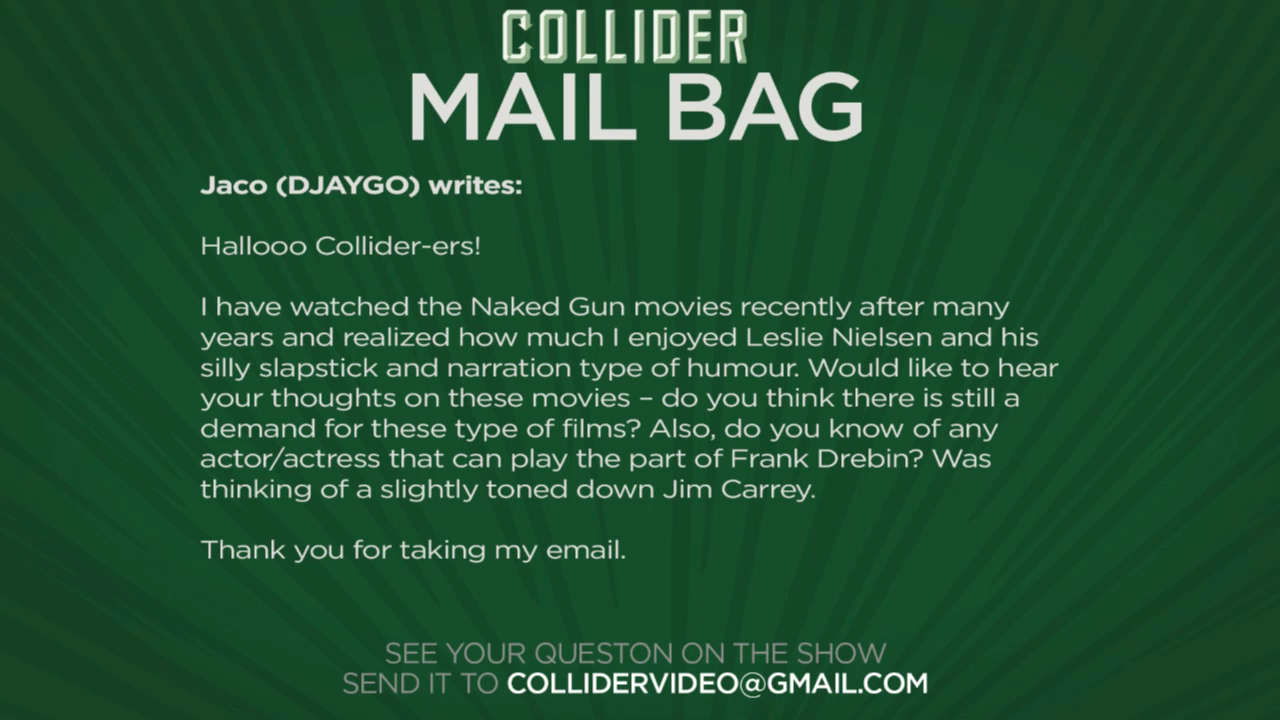 COLLIDER
MAIL BAG
Jaco (DJAYGO) writes:
Hallooo Collider-ers!
I have watched the Naked Gun movies recently after many
years and realized how much I enjoyed Leslie Nielsen and his
silly slapstick and narration type of humour. Would like to hear
your thoughts on these movies – do you think there is still a
demand for these type of films? Also, do you know of any
actor/actress that can play the part of Frank Drebin? Was
thinking of a slightly toned down Jim Carrey.
Thank you for taking my email.
SEE YOUR QUESTON ON THE SHOW
SEND IT TO COLLIDERVIDEO@GMAIL.COM